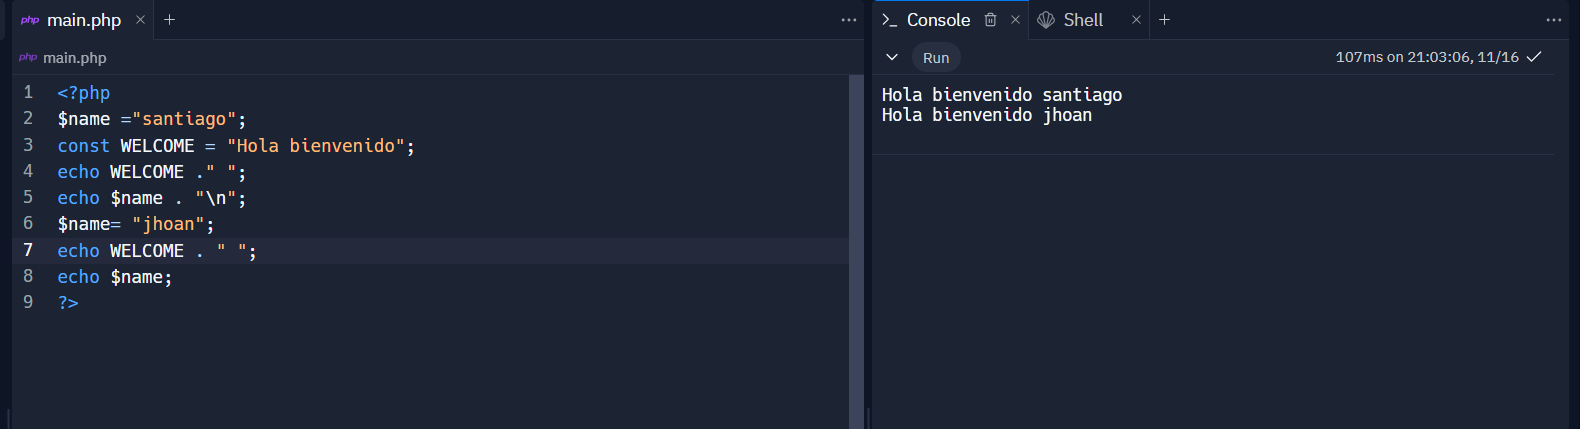 php main.php × +
php main.php
1 <?php
2 $name ="santiago";
3 const WELCOME = "Hola bienvenido";
4 echo WELCOME ." ";
5 echo $name . "\n";
6 $name= "jhoan";
7 echo WELCOME . " ";
8 echo $name;
9 ?>
Console × Shell × +
Run 107ms on 21:03:06, 11/16
Hola bienvenido santiago
Hola bienvenido jhoan